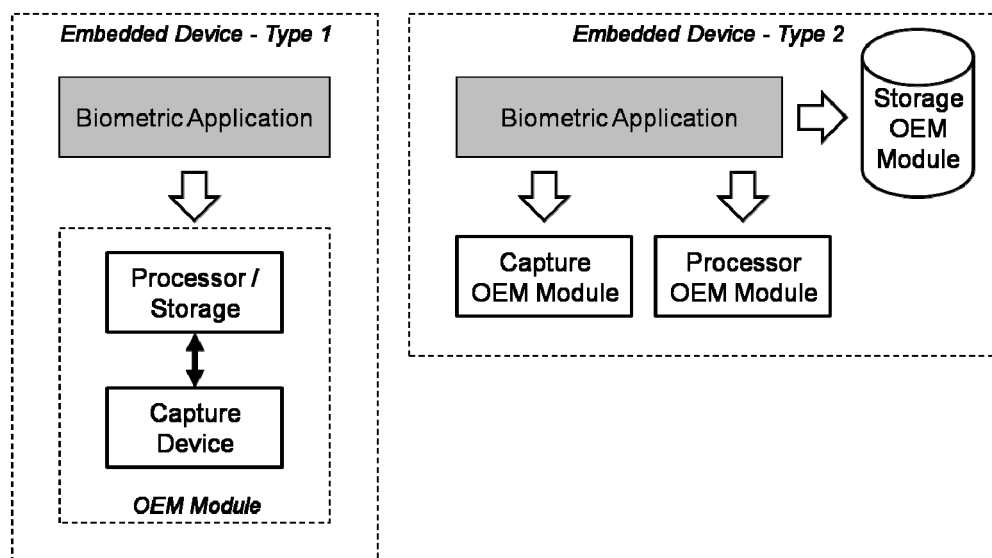 Embedded Device - Type 1
Biometric Application
Processor /
Storage
Capture
Device
OEM Module
Embedded Device - Type 2
Biometric Application
Storage
OEM
Module
Capture
OEM Module
Processor
OEM Module